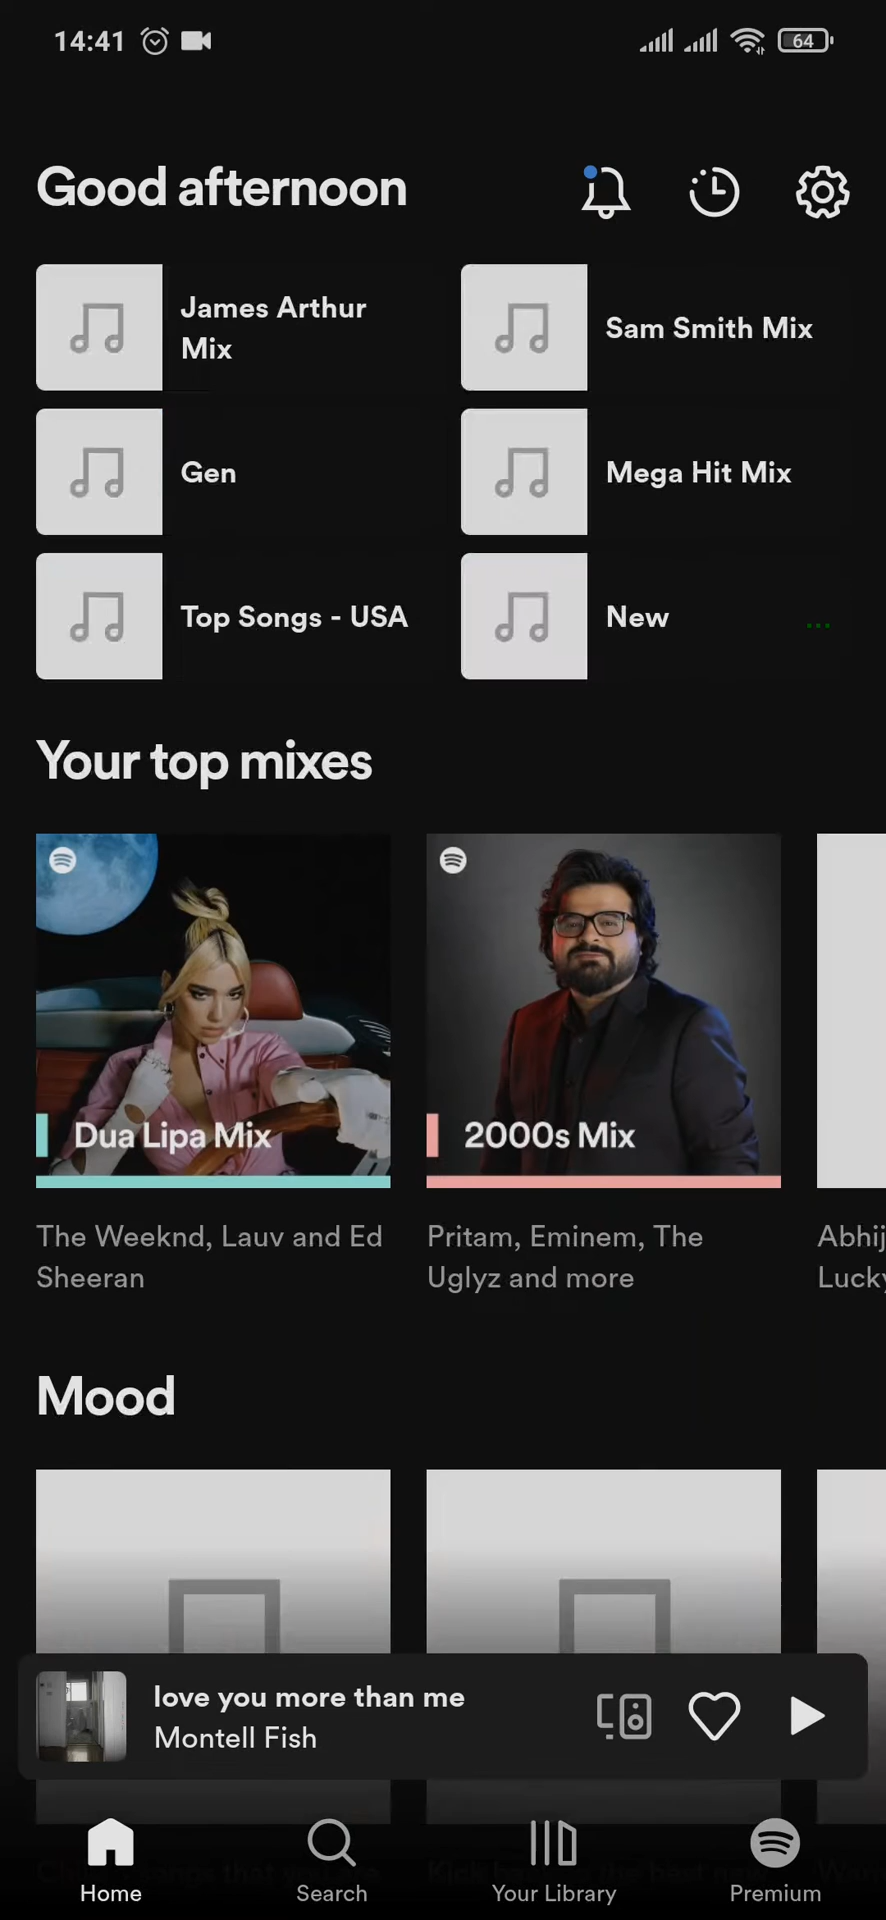 14:41
64
Good afternoon
James Arthur
Mix
Sam Smith Mix
Gen
Mega Hit Mix
Top Songs - USA
New
...
Your top mixes
Dua Lipa Mix
2000s Mix
The Weeknd, Lauv and Ed
Sheeran
Pritam, Eminem, The
Uglyz and more
Abhij
Lucky
Mood
love you more than me
Montell Fish
Home
Search
Your Library
Premium